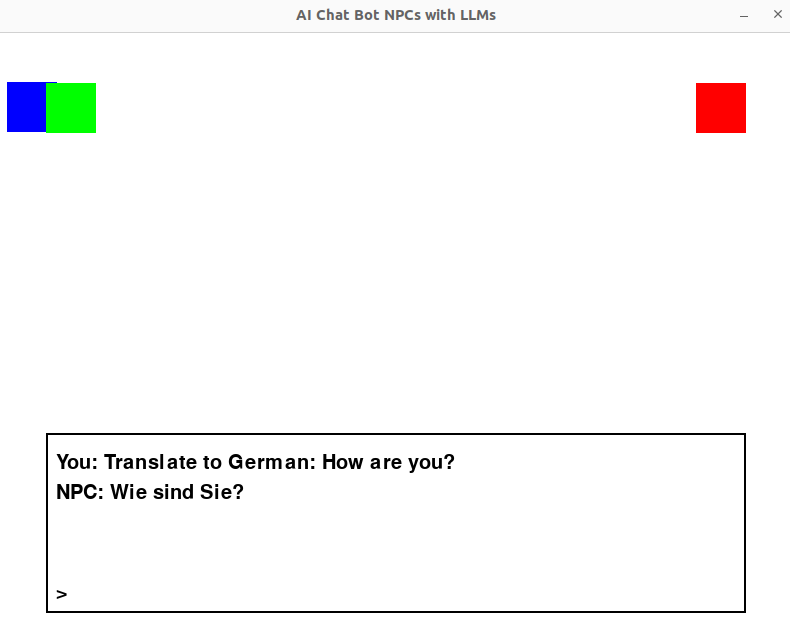 AI Chat Bot NPCs with LLMs
You: Translate to German: How are you?
NPC: Wie sind Sie?
>